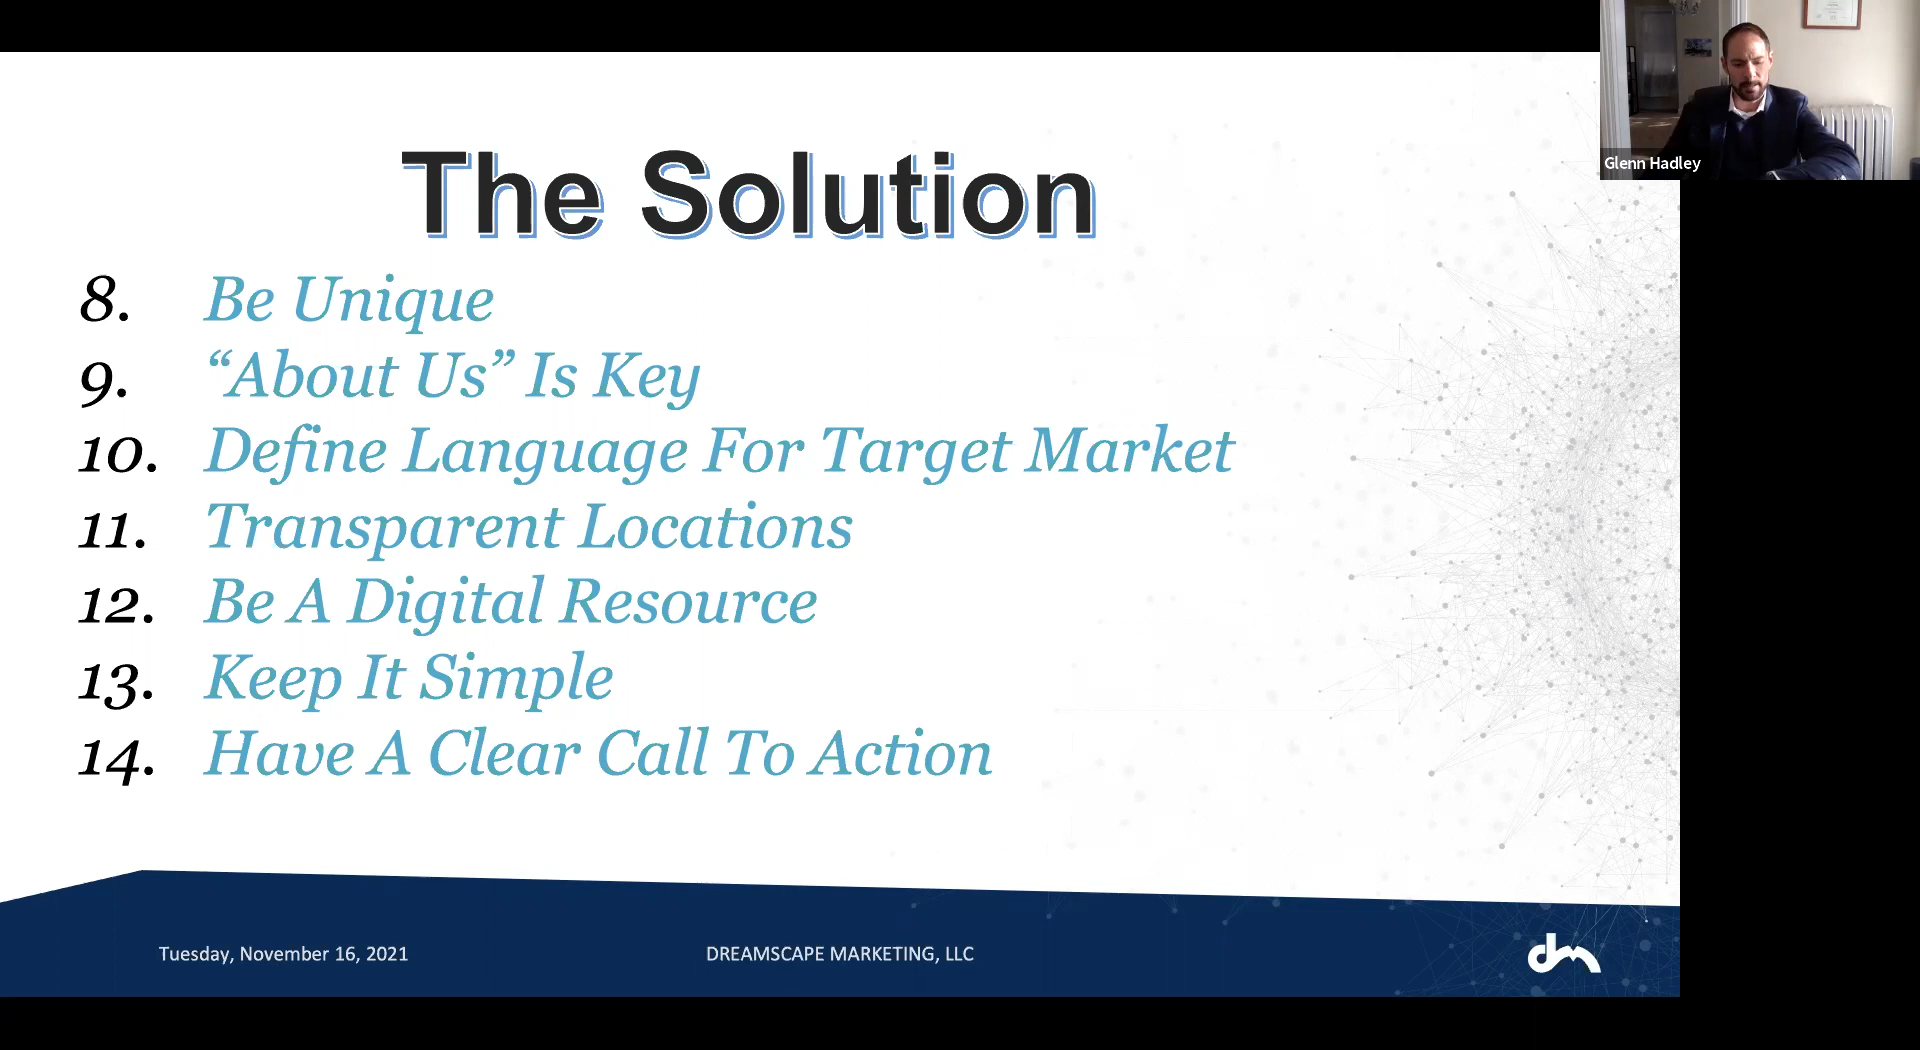 Glenn Hadley
The Solution
8. Be Unique
9. “About Us” Is Key
10. Define Language For Target Market
11. Transparent Locations
12. Be A Digital Resource
13. Keep It Simple
14. Have A Clear Call To Action
Tuesday, November 16, 2021
DREAMSCAPE MARKETING, LLC
dm